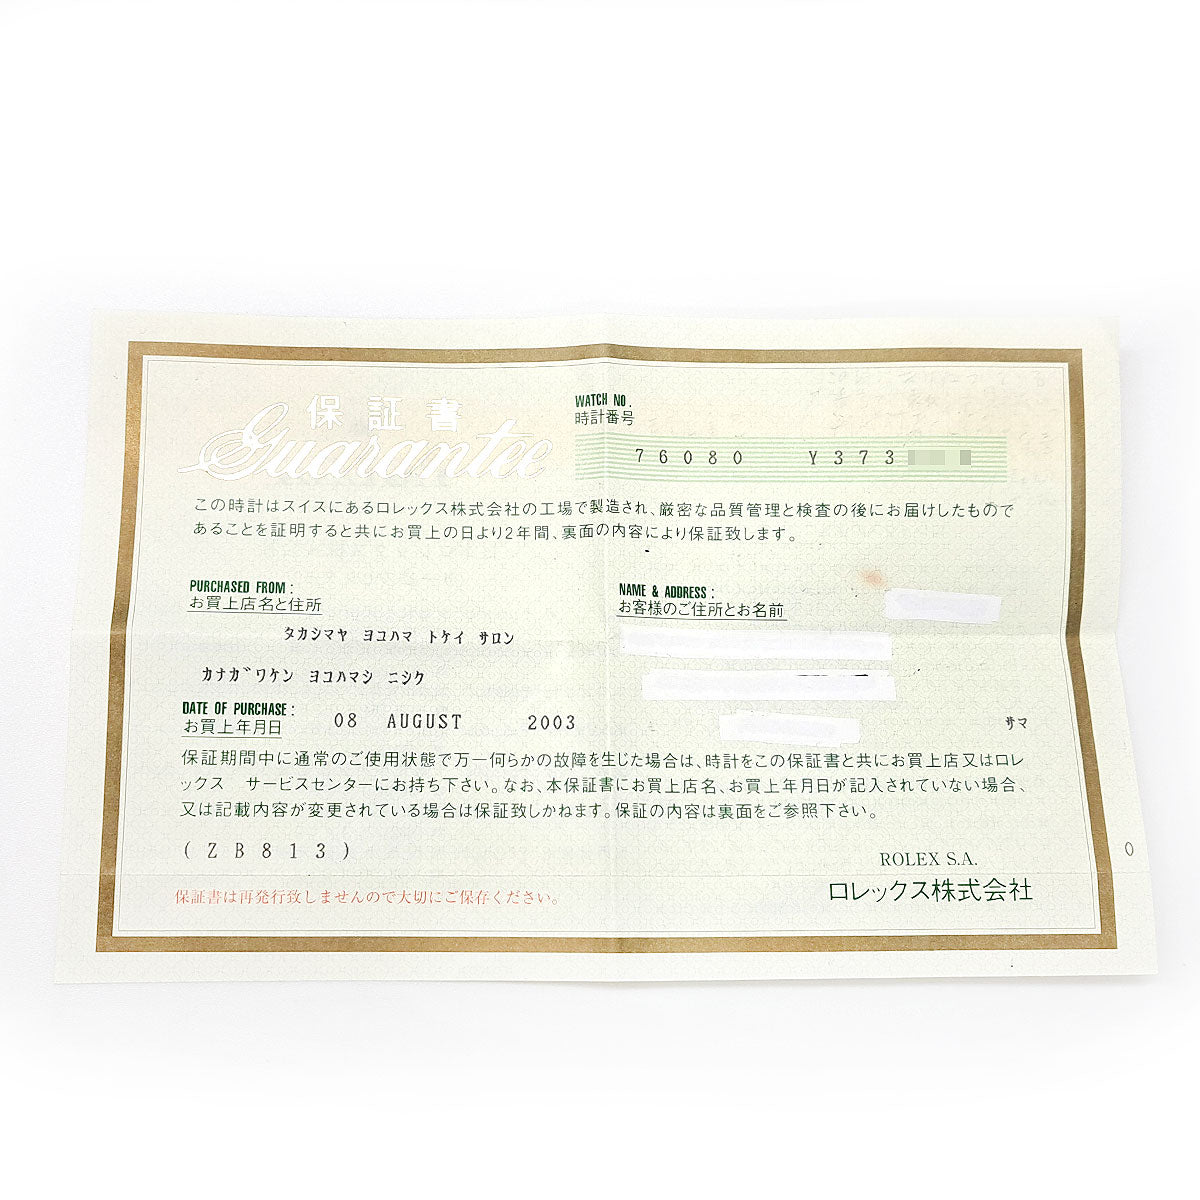 保証書
Guarantee
WATCH NO.
時計番号
76080 Y373
この時計はスイスにあるロレックス株式会社の工場で製造され、厳密な品質管理と検査の後にお届けしたもので
あることを証明すると共にお買上の日より2年間、裏面の内容により保証致します。
PURCHASED FROM:
お買上店名と住所
タカシマヤ ヨコハマ トケイ サロン
カナガワケン ヨコハマシ ニシク
NAME & ADDRESS:
お客様のご住所とお名前
サマ
DATE OF PURCHASE:
お買上年月日
08 AUGUST 2003
保証期間中に通常のご使用状態で万一何らかの故障を生じた場合は、時計をこの保証書と共にお買上店又はロレ
ックス サービスセンターにお持ち下さい。なお、本保証書にお買上店名、お買上年月日が記入されていない場合、
又は記載内容が変更されている場合は保証致しかねます。保証の内容は裏面をご参照下さい。
(ZB813)
保証書は再発行致しませんので大切にご保存ください。
ROLEX S.A.
ロレックス株式会社
0